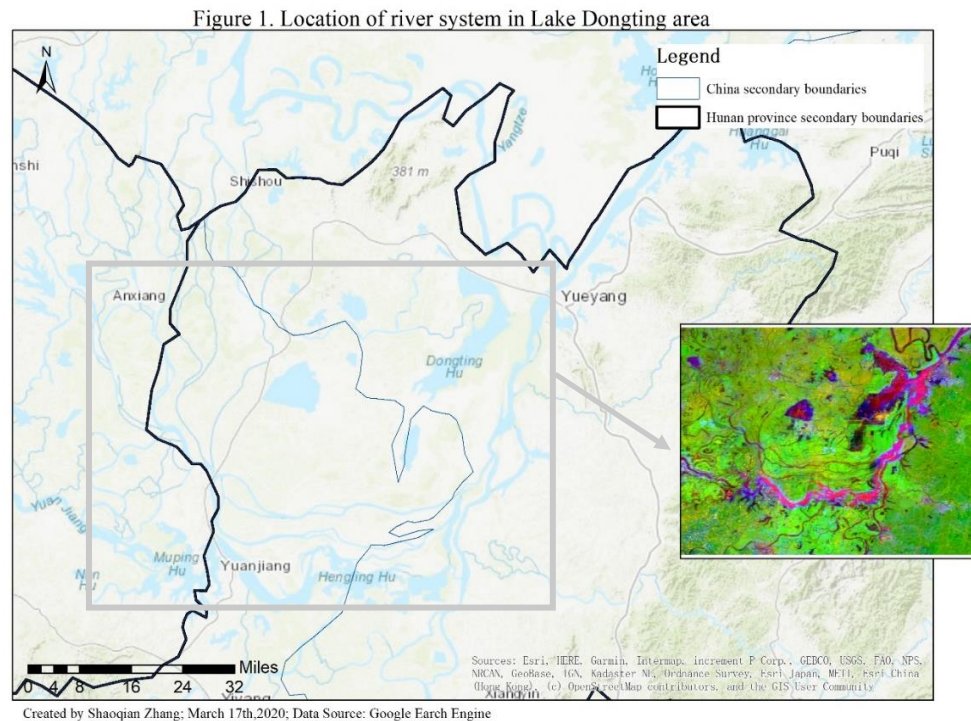 Figure 1. Location of river system in Lake Dongting area
N
Legend
China secondary boundaries
Hunan province secondary boundaries
Yangtze
Huanggai
Hu
Puqi
nshi
Shishou
381 m
Anxiang
Yueyang
Dongting
Hu
Yuan Jiang
Muping
Hu
Yuanjiang
Hengling Hu
Hu
Miles
0 4 8 16 24 32
Sources: Esri, HERE, Garmin, Intermap, increment P Corp., GEBCO, USGS, FAO, NPS,
NRCAN, GeoBase, IGN, Kadaster NL, Ordnance Survey, Esri Japan, METI, Esri China
(Hong Kong), (c) OpenStreetMap contributors, and the GIS User Community
Created by Shaoqian Zhang; March 17th,2020; Data Source: Google Earch Engine